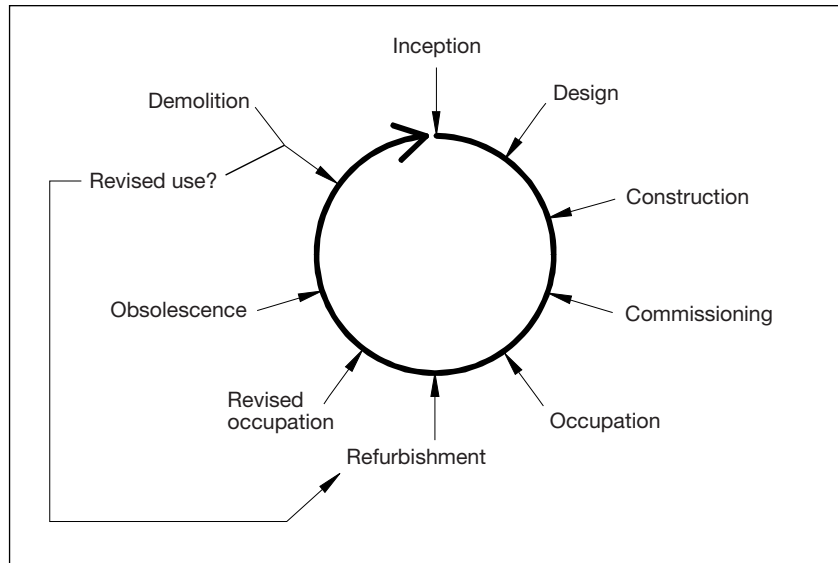 Inception
Design
Demolition
Revised use?
Construction
Obsolescence
Commissioning
Revised
occupation
Occupation
Refurbishment